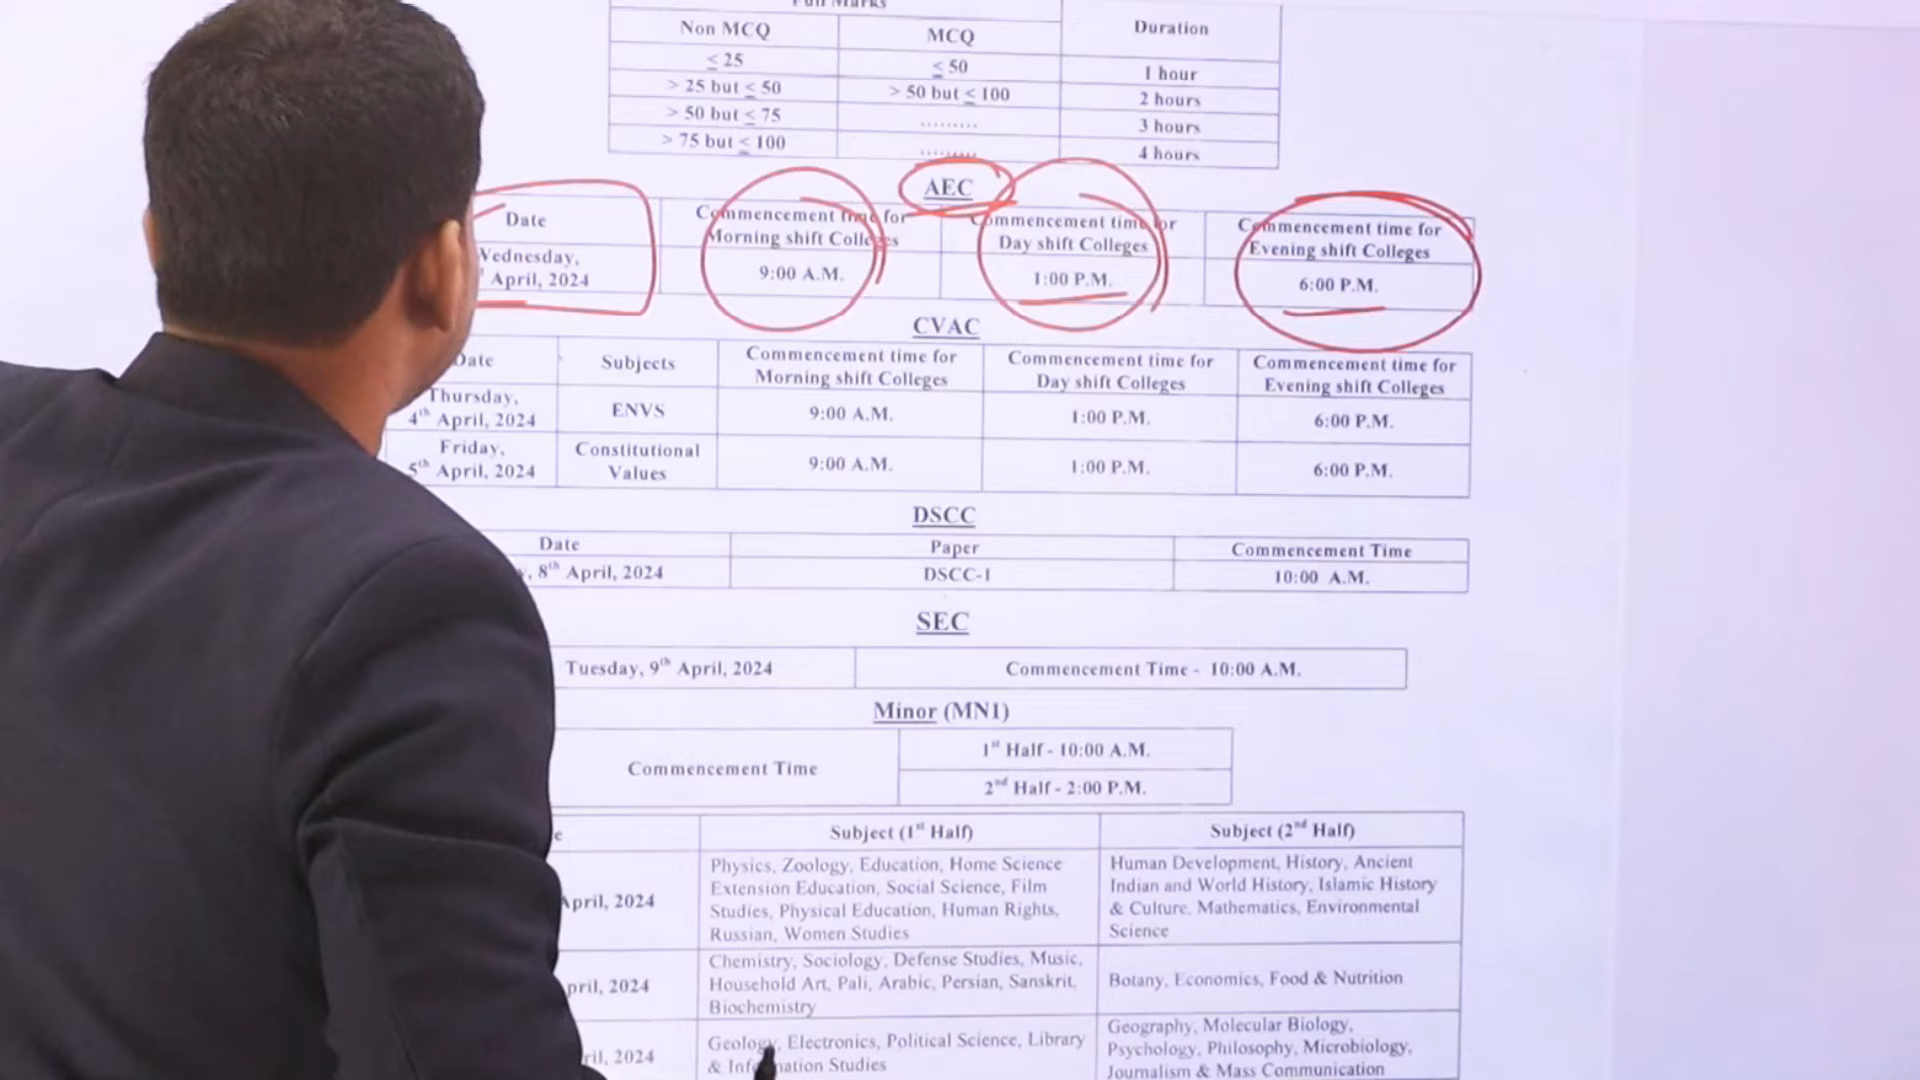 Full Marks
Duration
Non MCQ
MCQ
≤ 25
≤ 50
1 hour
> 25 but ≤ 50
> 50 but ≤ 100
2 hours
> 50 but ≤ 75
.........
3 hours
> 75 but ≤ 100
.........
4 hours
AEC
Date
Commencement time for
Morning shift Colleges
Commencement time for
Day shift Colleges
Commencement time for
Evening shift Colleges
Wednesday,
April, 2024
9:00 A.M.
1:00 P.M.
6:00 P.M.
CVAC
Date
Subjects
Commencement time for
Morning shift Colleges
Commencement time for
Day shift Colleges
Commencement time for
Evening shift Colleges
Thursday,
4th April, 2024
ENVS
9:00 A.M.
1:00 P.M.
6:00 P.M.
Friday,
5th April, 2024
Constitutional
Values
9:00 A.M.
1:00 P.M.
6:00 P.M.
DSCC
Date
Paper
Commencement Time
8th April, 2024
DSCC-1
10:00 A.M.
SEC
Tuesday, 9th April, 2024
Commencement Time - 10:00 A.M.
Minor (MN1)
Commencement Time
1st Half - 10:00 A.M.
2nd Half - 2:00 P.M.
Subject (1st Half)
Subject (2nd Half)
April, 2024
Physics, Zoology, Education, Home Science
Extension Education, Social Science, Film
Studies, Physical Education, Human Rights,
Russian, Women Studies
Human Development, History, Ancient
Indian and World History, Islamic History
& Culture, Mathematics, Environmental
Science
pril, 2024
Chemistry, Sociology, Defense Studies, Music,
Household Art, Pali, Arabic, Persian, Sanskrit,
Biochemistry
Botany, Economics, Food & Nutrition
ril, 2024
Geology, Electronics, Political Science, Library
& Information Studies
Geography, Molecular Biology,
Psychology, Philosophy, Microbiology,
Journalism & Mass Communication